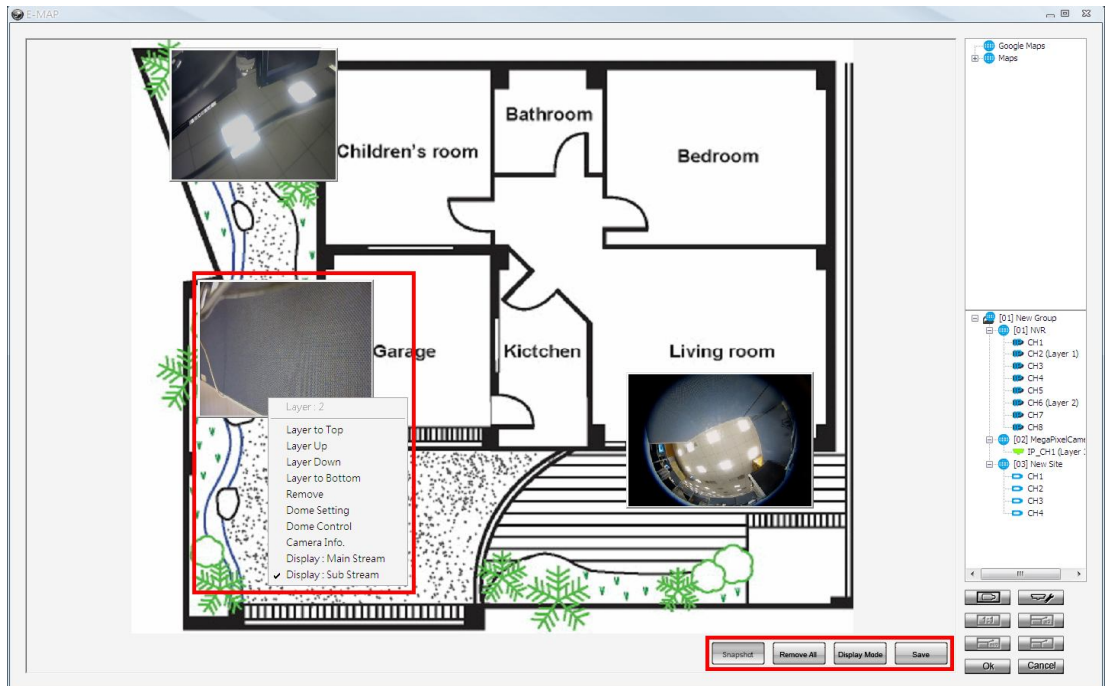 E-MAP
Google Maps
Maps
Bathroom
Children's room
Bedroom
Garage
Kictchen
Living room
Layer : 2
Layer to Top
Layer Up
Layer Down
Layer to Bottom
Remove
Dome Setting
Dome Control
Camera Info.
Display : Main Stream
✔ Display : Sub Stream
[01] New Group
[01] NVR
CH1
CH2 (Layer 1)
CH3
CH4
CH5
CH6 (Layer 2)
CH7
CH8
[02] MegaPixelCame
IP_CH1 (Layer
[03] New Site
CH1
CH2
CH3
CH4
Snapshot Remove All Display Mode Save
Ok Cancel